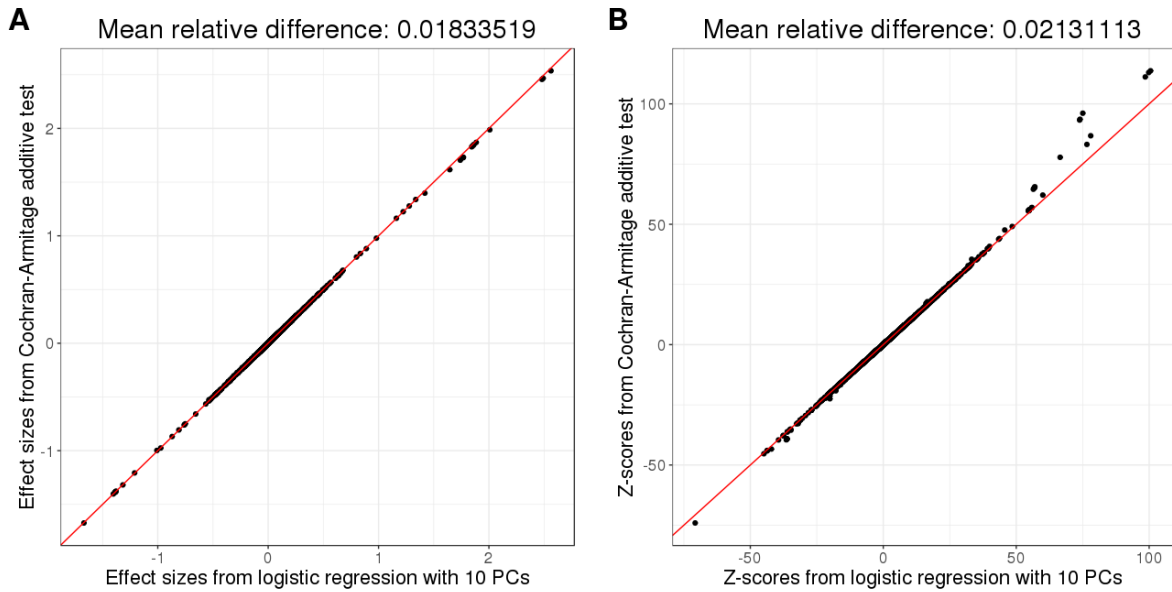 A
Mean relative difference: 0.01833519
Effect sizes from Cochran-Armitage additive test
2
1
0
-1
-1
0
1
2
Effect sizes from logistic regression with 10 PCs
B
Mean relative difference: 0.02131113
Z-scores from Cochran-Armitage additive test
100
50
0
-50
-50
0
50
100
Z-scores from logistic regression with 10 PCs